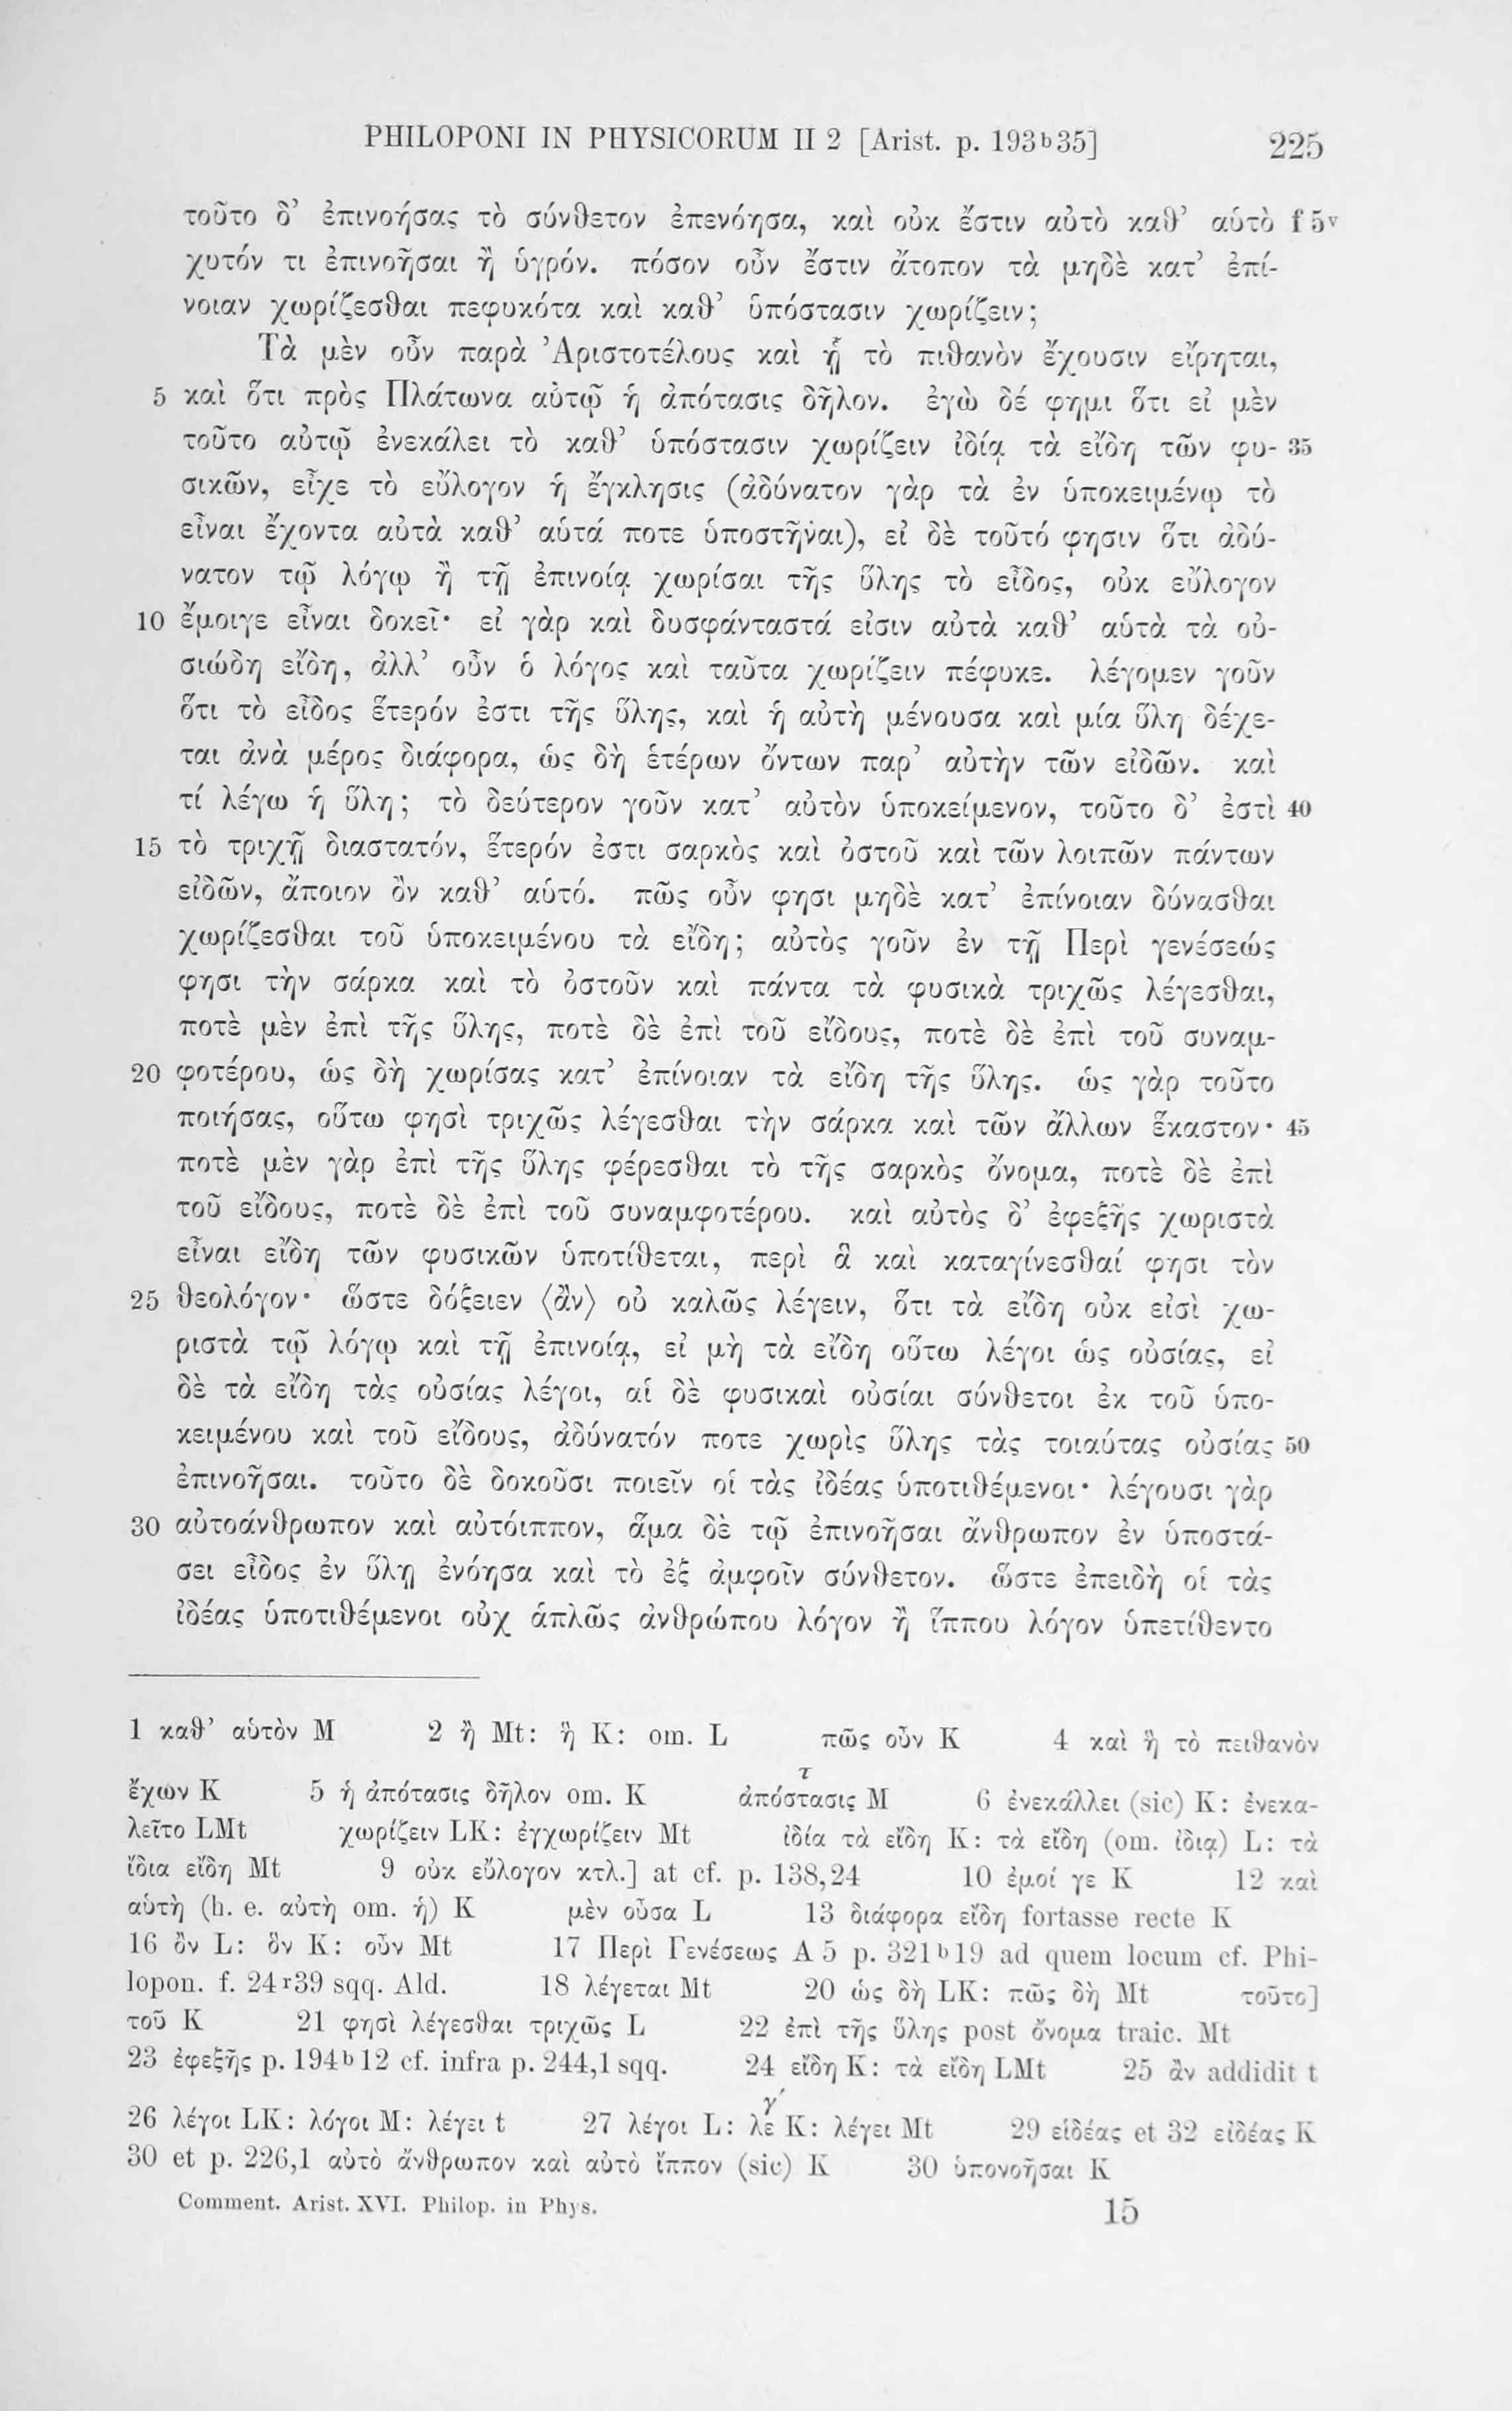 PHILOPONI IN PHYSICORUM II 2 [Arist. p. 193ᵇ35] 225
τοῦτο δ’ ἐπινοήσας τὸ σύνθετον ἐπενόησα, καὶ οὐκ ἔστιν αὐτὸ καθ’ αὑτὸ f 5ᵛ
χυτόν τι ἐπινοῆσαι ἢ ὑγρόν. πόσον οὖν ἔστιν ἄτοπον τὰ μηδὲ κατ’ ἐπί-
νοιαν χωρίζεσθαι πεφυκότα καὶ καθ’ ὑπόστασιν χωρίζειν;
Τὰ μὲν οὖν παρὰ Ἀριστοτέλους καὶ ᾗ τὸ πιθανὸν ἔχουσιν εἴρηται,
5 καὶ ὅτι πρὸς Πλάτωνα αὐτῷ ἡ ἀπότασις δῆλον. ἐγὼ δέ φημι ὅτι εἰ μὲν
τοῦτο αὐτῷ ἐνεκάλει τὸ καθ’ ὑπόστασιν χωρίζειν ἰδίᾳ τὰ εἴδη τῶν φυ- 35
σικῶν, εἶχε τὸ εὔλογον ἡ ἔγκλησις (ἀδύνατον γὰρ τὰ ἐν ὑποκειμένῳ τὸ
εἶναι ἔχοντα αὐτὰ καθ’ αὑτά ποτε ὑποστῆναι), εἰ δὲ τοῦτό φησιν ὅτι ἀδύ-
νατον τῷ λόγῳ ἢ τῇ ἐπινοίᾳ χωρίσαι τῆς ὕλης τὸ εἶδος, οὐκ εὔλογον
10 ἔμοιγε εἶναι δοκεῖ· εἰ γὰρ καὶ δυσφάνταστά εἰσιν αὐτὰ καθ’ αὑτὰ τὰ οὐ-
σιώδη εἴδη, ἀλλ’ οὖν ὁ λόγος καὶ ταῦτα χωρίζειν πέφυκε. λέγομεν γοῦν
ὅτι τὸ εἶδος ἕτερόν ἐστι τῆς ὕλης, καὶ ἡ αὐτὴ μένουσα καὶ μία ὕλη δέχε-
ται ἀνὰ μέρος διάφορα, ὡς δὴ ἑτέρων ὄντων παρ’ αὐτὴν τῶν εἰδῶν. καὶ
τί λέγω ἡ ὕλη; τὸ δεύτερον γοῦν κατ’ αὐτὸν ὑποκείμενον, τοῦτο δ’ ἐστὶ 40
15 τὸ τριχῇ διαστατόν, ἕτερόν ἐστι σαρκὸς καὶ ὀστοῦ καὶ τῶν λοιπῶν πάντων
εἰδῶν, ἄποιον ὂν καθ’ αὑτό. πῶς οὖν φησι μηδὲ κατ’ ἐπίνοιαν δύνασθαι
χωρίζεσθαι τοῦ ὑποκειμένου τὰ εἴδη; αὐτὸς γοῦν ἐν τῇ Περὶ γενέσεώς
φησι τὴν σάρκα καὶ τὸ ὀστοῦν καὶ πάντα τὰ φυσικὰ τριχῶς λέγεσθαι,
ποτὲ μὲν ἐπὶ τῆς ὕλης, ποτὲ δὲ ἐπὶ τοῦ εἴδους, ποτὲ δὲ ἐπὶ τοῦ συναμ-
20 φοτέρου, ὡς δὴ χωρίσας κατ’ ἐπίνοιαν τὰ εἴδη τῆς ὕλης. ὡς γὰρ τοῦτο
ποιήσας, οὕτω φησὶ τριχῶς λέγεσθαι τὴν σάρκα καὶ τῶν ἄλλων ἕκαστον· 45
ποτὲ μὲν γὰρ ἐπὶ τῆς ὕλης φέρεσθαι τὸ τῆς σαρκὸς ὄνομα, ποτὲ δὲ ἐπὶ
τοῦ εἴδους, ποτὲ δὲ ἐπὶ τοῦ συναμφοτέρου. καὶ αὐτὸς δ’ ἐφεξῆς χωριστὰ
εἶναι εἴδη τῶν φυσικῶν ὑποτίθεται, περὶ ἃ καὶ καταγίνεσθαί φησι τὸν
25 θεολόγον· ὥστε δόξειεν ⟨ἂν⟩ οὐ καλῶς λέγειν, ὅτι τὰ εἴδη οὐκ εἰσὶ χω-
ριστὰ τῷ λόγῳ καὶ τῇ ἐπινοίᾳ, εἰ μὴ τὰ εἴδη οὕτω λέγοι ὡς οὐσίας, εἰ
δὲ τὰ εἴδη τὰς οὐσίας λέγοι, αἱ δὲ φυσικαὶ οὐσίαι σύνθετοι ἐκ τοῦ ὑπο-
κειμένου καὶ τοῦ εἴδους, ἀδύνατόν ποτε χωρὶς ὕλης τὰς τοιαύτας οὐσίας 50
ἐπινοῆσαι. τοῦτο δὲ δοκοῦσι ποιεῖν οἱ τὰς ἰδέας ὑποτιθέμενοι· λέγουσι γὰρ
30 αὐτοάνθρωπον καὶ αὐτόιππον, ἅμα δὲ τῷ ἐπινοῆσαι ἄνθρωπον ἐν ὑποστά-
σει εἶδος ἐν ὕλῃ ἐνόησα καὶ τὸ ἐξ ἀμφοῖν σύνθετον. ὥστε ἐπειδὴ οἱ τὰς
ἰδέας ὑποτιθέμενοι οὐχ ἁπλῶς ἀνθρώπου λόγον ἢ ἵππου λόγον ὑπετίθεντο
1 καθ’ αὑτὸν M 2 ἢ Mt: ἣ K: om. L πῶς οὖν K 4 καὶ ἣ τὸ πειθανὸν
ἔχων K 5 ἡ ἀπότασις δῆλον om. K ἀπόστασις M 6 ἐνεκάλλει (sic) K: ἐνεκα-
τ
λεῖτο LMt χωρίζειν LK: ἐγχωρίζειν Mt ἰδία τὰ εἴδη K: τὰ εἴδη (om. ἰδιᾳ) L: τὰ
ἴδια εἴδη Mt 9 οὐκ εὔλογον κτλ.] at cf. p. 138,24 10 ἐμοί γε K 12 καὶ
αὑτὴ (h. e. αὐτὴ om. ἡ) K μὲν οὖσα L 13 διάφορα εἴδη fortasse recte K
16 ὂν L: ὃν K: οὖν Mt 17 Περὶ Γενέσεως A 5 p. 321ᵇ19 ad quem locum cf. Phi-
lopon. f. 24ʳ39 sqq. Ald. 18 λέγεται Mt 20 ὡς δὴ LK: πῶς δὴ Mt τοῦτο]
τοῦ K 21 φησὶ λέγεσθαι τριχῶς L 22 ἐπὶ τῆς ὕλης post ὄνομα traic. Mt
23 ἐφεξῆς p. 194ᵇ12 cf. infra p. 244,1 sqq. 24 εἴδη K: τὰ εἴδη LMt 25 ἂν addidit t
γ´
26 λέγοι LK: λόγοι M: λέγει t 27 λέγοι L: λε K: λέγει Mt 29 εἰδέας et 32 εἰδέας K
30 et p. 226,1 αὐτὸ ἄνθρωπον καὶ αὐτὸ ἵππον (sic) K 30 ὑπονοῆσαι K
Comment. Arist. XVI. Philop. in Phys. 15